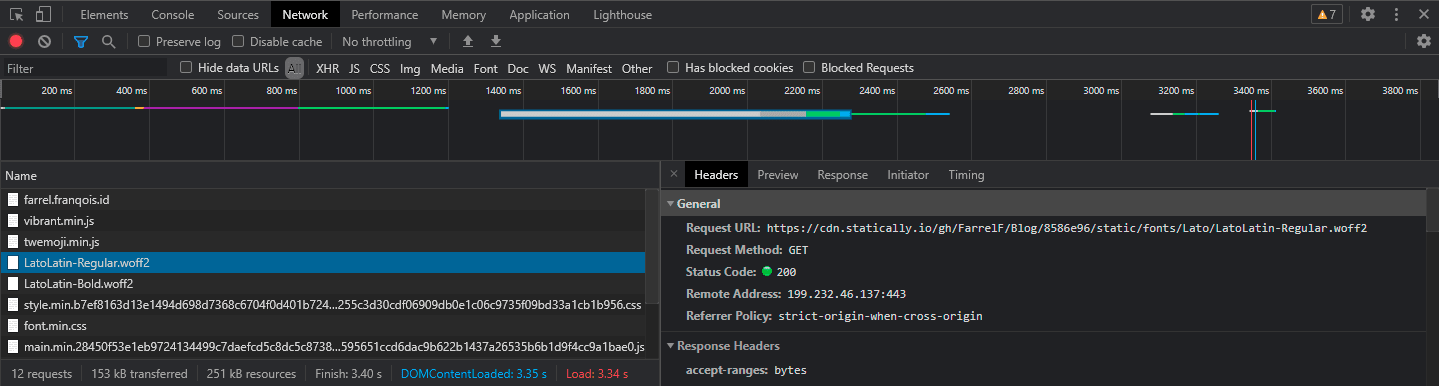 Elements Console Sources Network Performance Memory Application Lighthouse 7
Preserve log Disable cache No throttling
Filter Hide data URLs All XHR JS CSS Img Media Font Doc WS Manifest Other Has blocked cookies Blocked Requests
200 ms 400 ms 600 ms 800 ms 1000 ms 1200 ms 1400 ms 1600 ms 1800 ms 2000 ms 2200 ms 2400 ms 2600 ms 2800 ms 3000 ms 3200 ms 3400 ms 3600 ms 3800 ms
Name
farrel.franqois.id
vibrant.min.js
twemoji.min.js
LatoLatin-Regular.woff2
LatoLatin-Bold.woff2
style.min.b7ef8163d13e1494d698d7368c6704f0d401b724…255c3d30cdf06909db0e1c06c9735f09bd33a1cb1b956.css
font.min.css
main.min.28450f53e1eb9724134499c7daefcd5c8dc5c8738…595651ccd6dac9b622b1437a26535b6b1d9f4cc9a1bae0.js
12 requests 153 kB transferred 251 kB resources Finish: 3.40 s DOMContentLoaded: 3.35 s Load: 3.34 s
Headers Preview Response Initiator Timing
General
Request URL: https://cdn.statically.io/gh/FarrelF/Blog/8586e96/static/fonts/Lato/LatoLatin-Regular.woff2
Request Method: GET
Status Code: 200
Remote Address: 199.232.46.137:443
Referrer Policy: strict-origin-when-cross-origin
Response Headers
accept-ranges: bytes